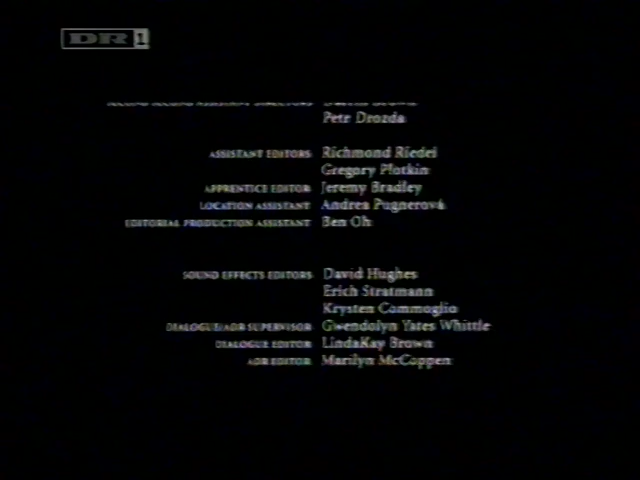 DR1
Petr Drozda
ASSISTANT EDITORS Richmond Riedel
Gregory Plotkin
APPRENTICE EDITOR Jeremy Bradley
LOCATION ASSISTANT Andrea Pugnerová
EDITORIAL PRODUCTION ASSISTANT Ben Oh
SOUND EFFECTS EDITORS David Hughes
Erich Stratmann
Krysten Commoglio
DIALOGUE/ADR SUPERVISOR Gwendolyn Yates Whittle
DIALOGUE EDITOR LindaKay Brown
ADR EDITOR Marilyn McCoppen